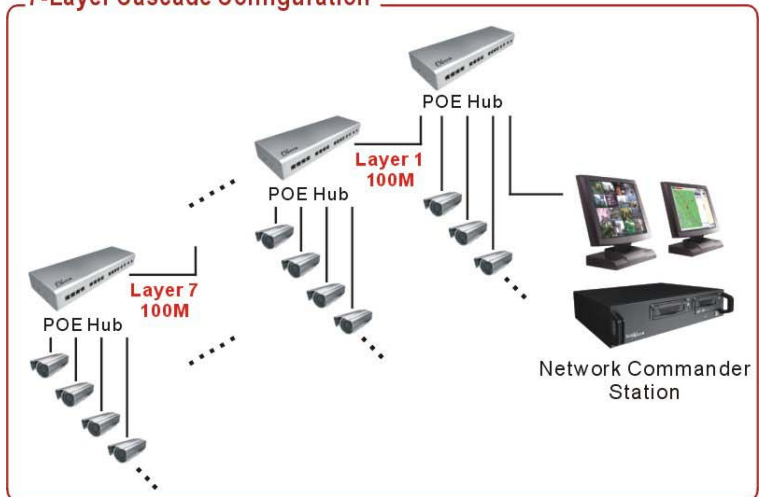 7-Layer Cascade Configuration
POE Hub
Layer 1
100M
POE Hub
Layer 7
100M
POE Hub
Network Commander
Station